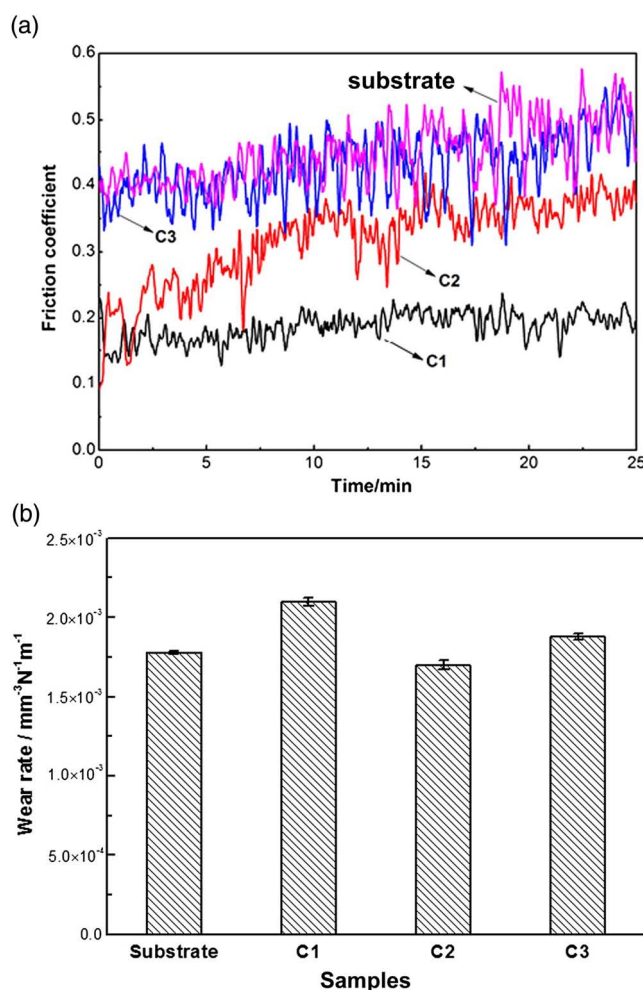 (a)
Friction coefficient
0.6
0.5
0.4
0.3
0.2
0.1
0.0
substrate
C3
C2
C1
0 5 10 15 20 25
Time/min
(b)
Wear rate / mm⁻³N⁻¹m⁻¹
2.5×10⁻³
2.0×10⁻³
1.5×10⁻³
1.0×10⁻³
5.0×10⁻⁴
0.0
Substrate C1 C2 C3
Samples